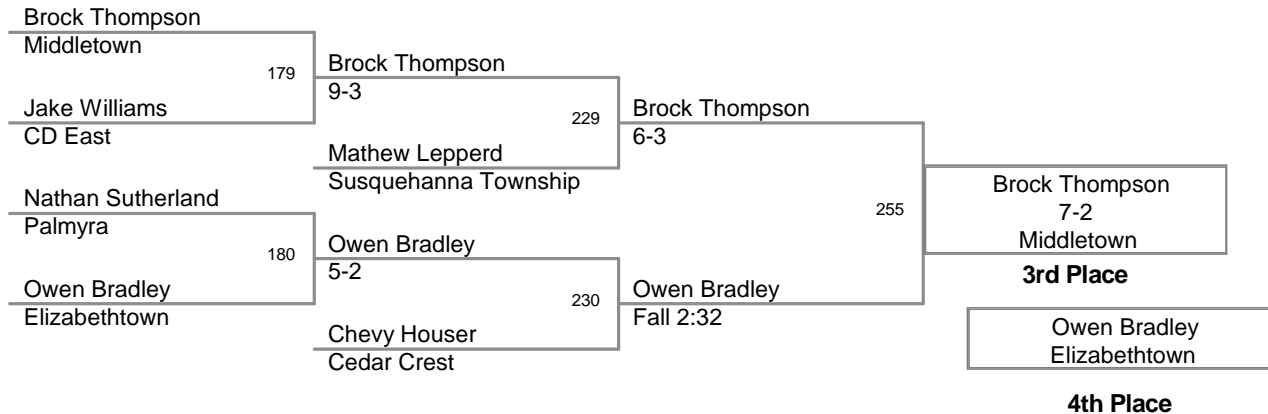 Brock Thompson
Middletown
179
Jake Williams
CD East
Nathan Sutherland
Palmyra
180
Owen Bradley
Elizabethtown
Brock Thompson
9-3
229
Mathew Lepperd
Susquehanna Township
Owen Bradley
5-2
230
Chevy Houser
Cedar Crest
Brock Thompson
6-3
255
Owen Bradley
Fall 2:32
Brock Thompson
7-2
Middletown
3rd Place
Owen Bradley
Elizabethtown
4th Place